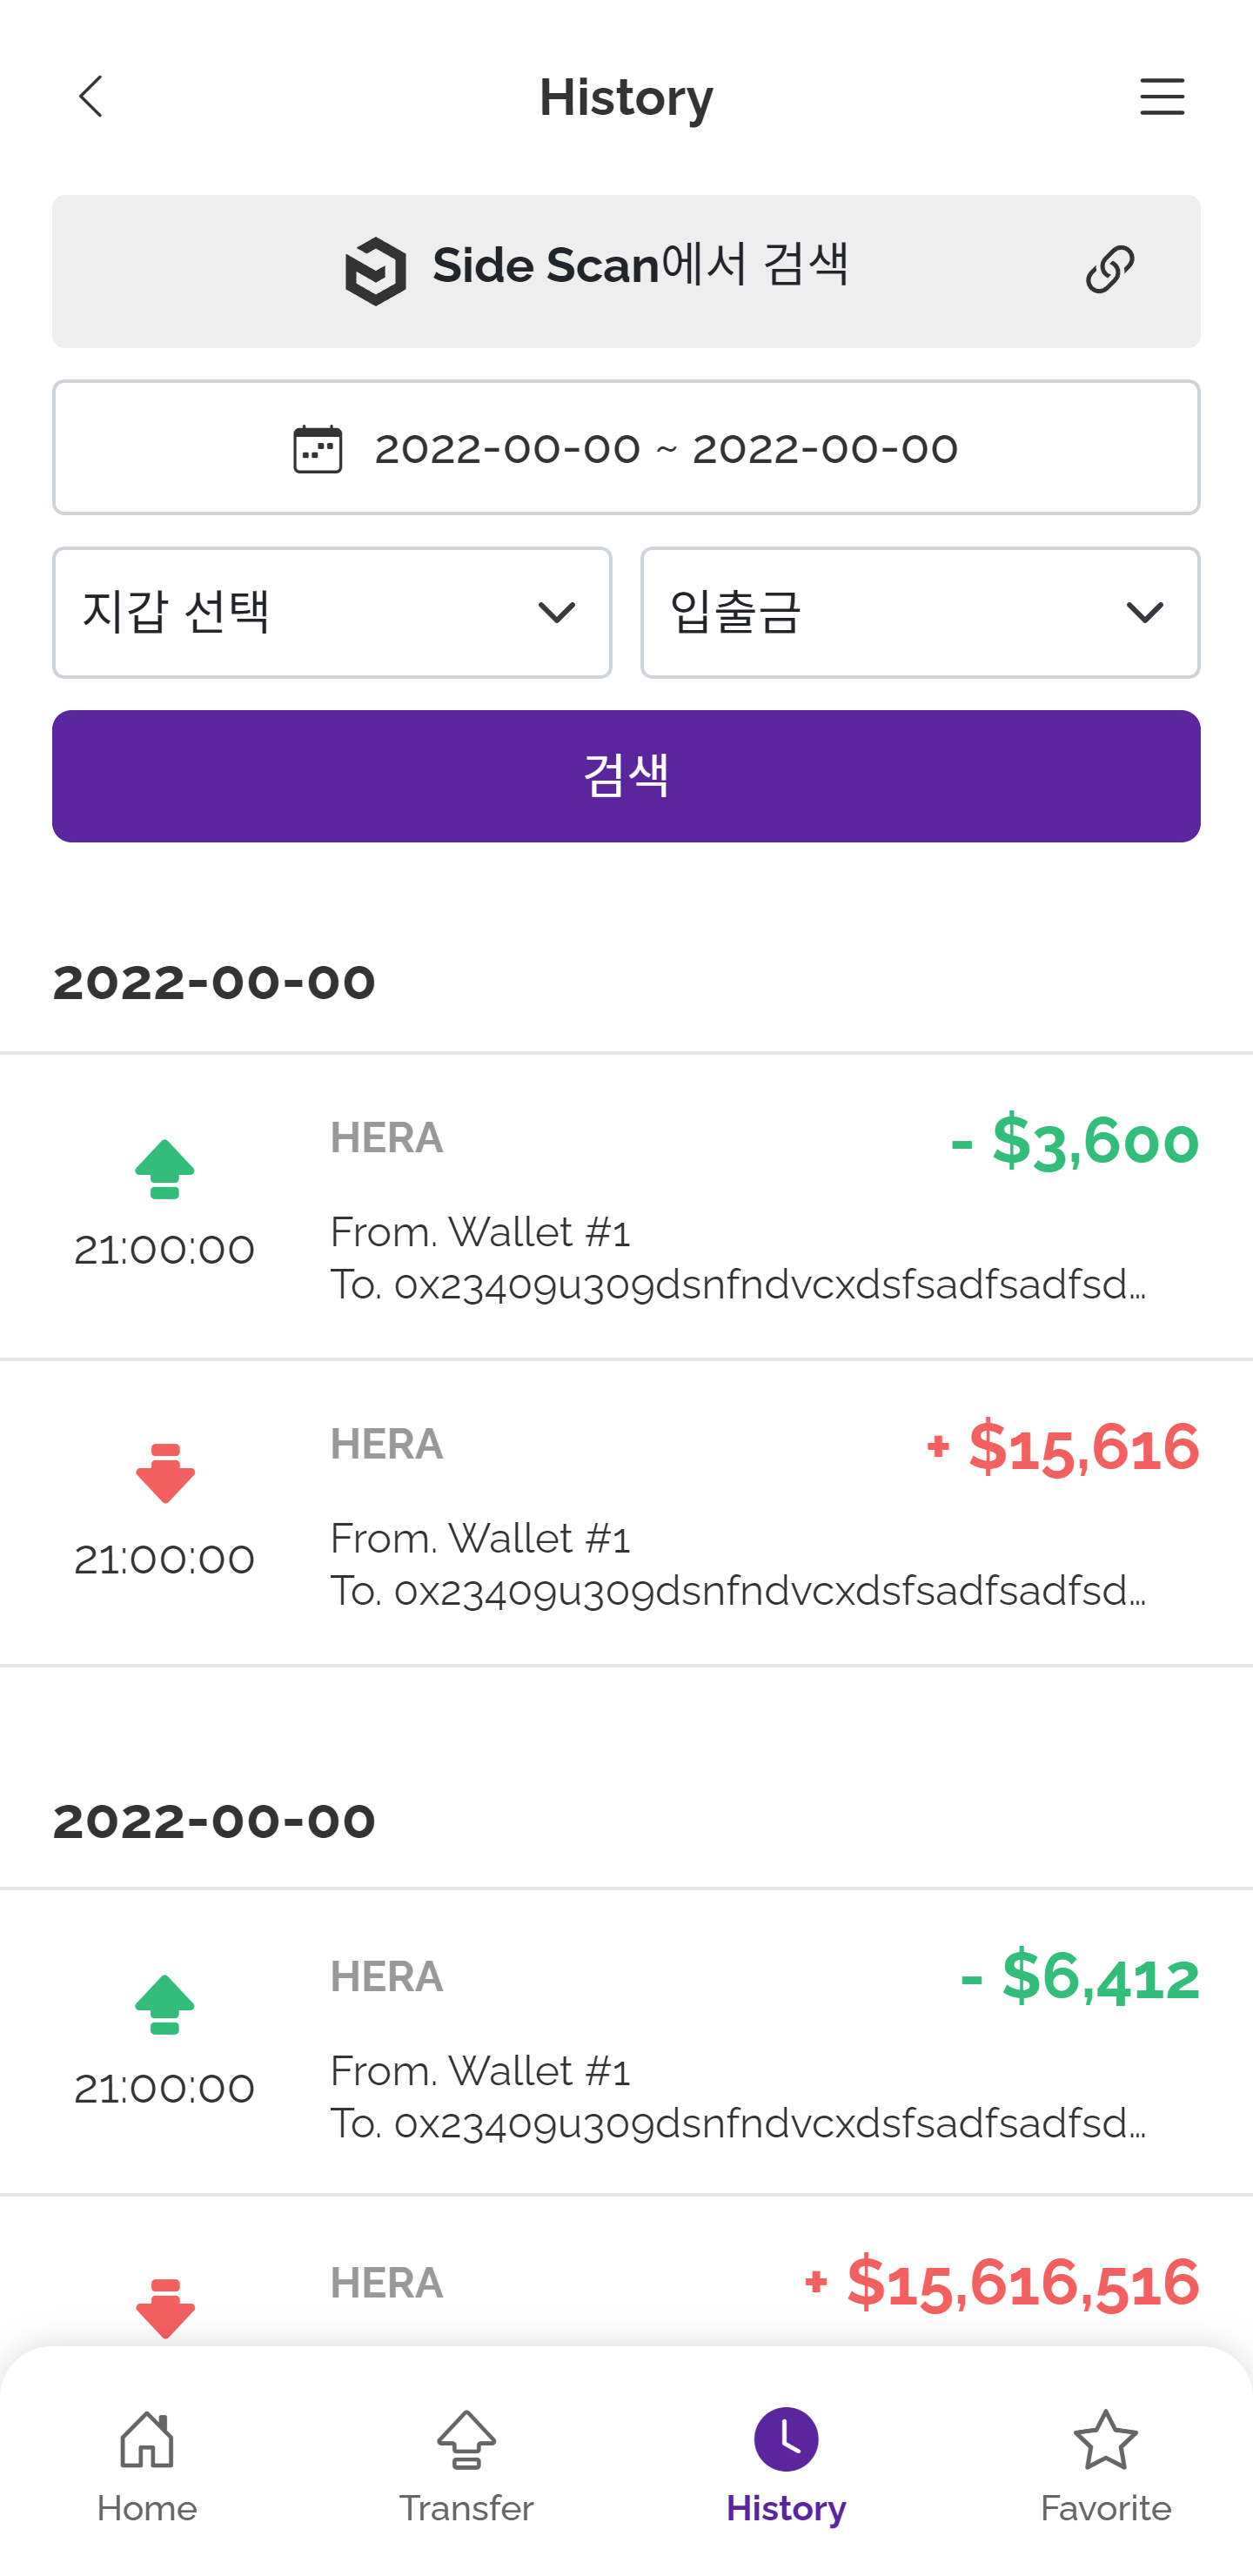 History
Side Scan에서 검색
2022-00-00 ~ 2022-00-00
지갑 선택
입출금
검색
2022-00-00
HERA
- $3,600
21:00:00
From. Wallet #1
To. 0x23409u309dsnfndvcxdsfsadfsadfsd...
HERA
+ $15,616
21:00:00
From. Wallet #1
To. 0x23409u309dsnfndvcxdsfsadfsadfsd...
2022-00-00
HERA
- $6,412
21:00:00
From. Wallet #1
To. 0x23409u309dsnfndvcxdsfsadfsadfsd...
HERA
+ $15,616,516
Home
Transfer
History
Favorite